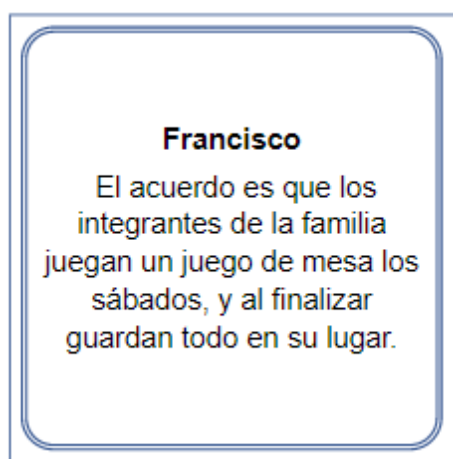 Francisco
El acuerdo es que los
integrantes de la familia
juegan un juego de mesa los
sábados, y al finalizar
guardan todo en su lugar.